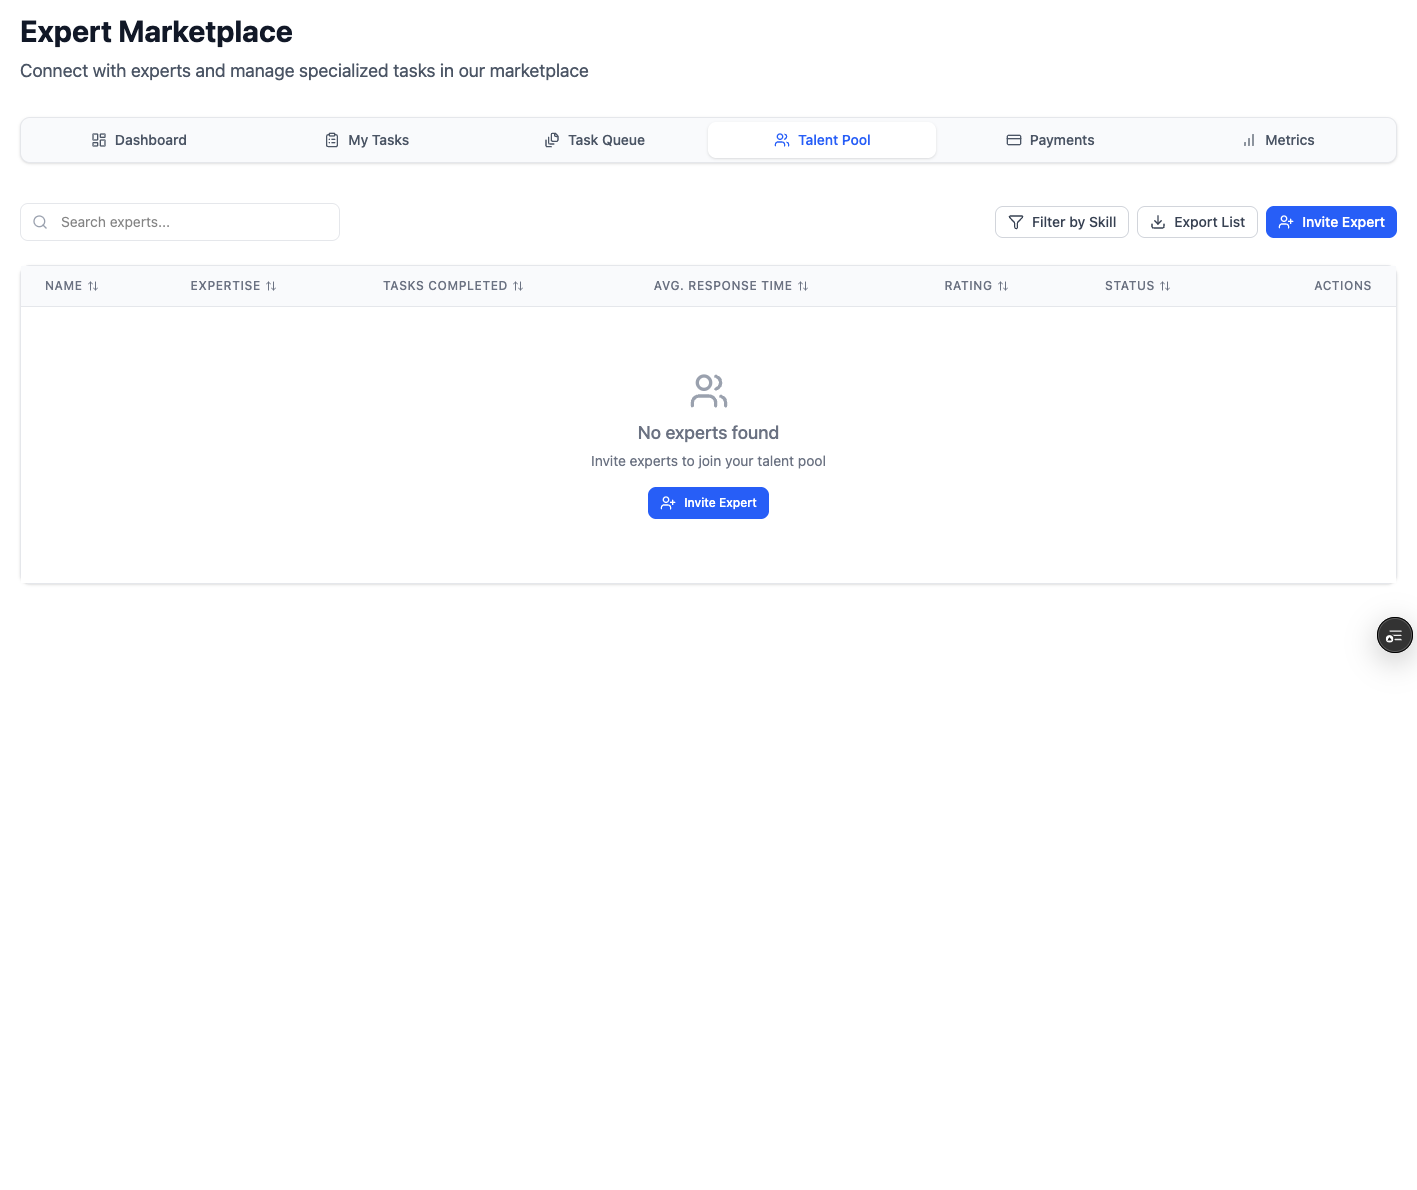 Expert Marketplace
Connect with experts and manage specialized tasks in our marketplace
Dashboard My Tasks Task Queue Talent Pool Payments Metrics
Search experts... Filter by Skill Export List Invite Expert
NAME EXPERTISE TASKS COMPLETED AVG. RESPONSE TIME RATING STATUS ACTIONS
No experts found
Invite experts to join your talent pool
Invite Expert